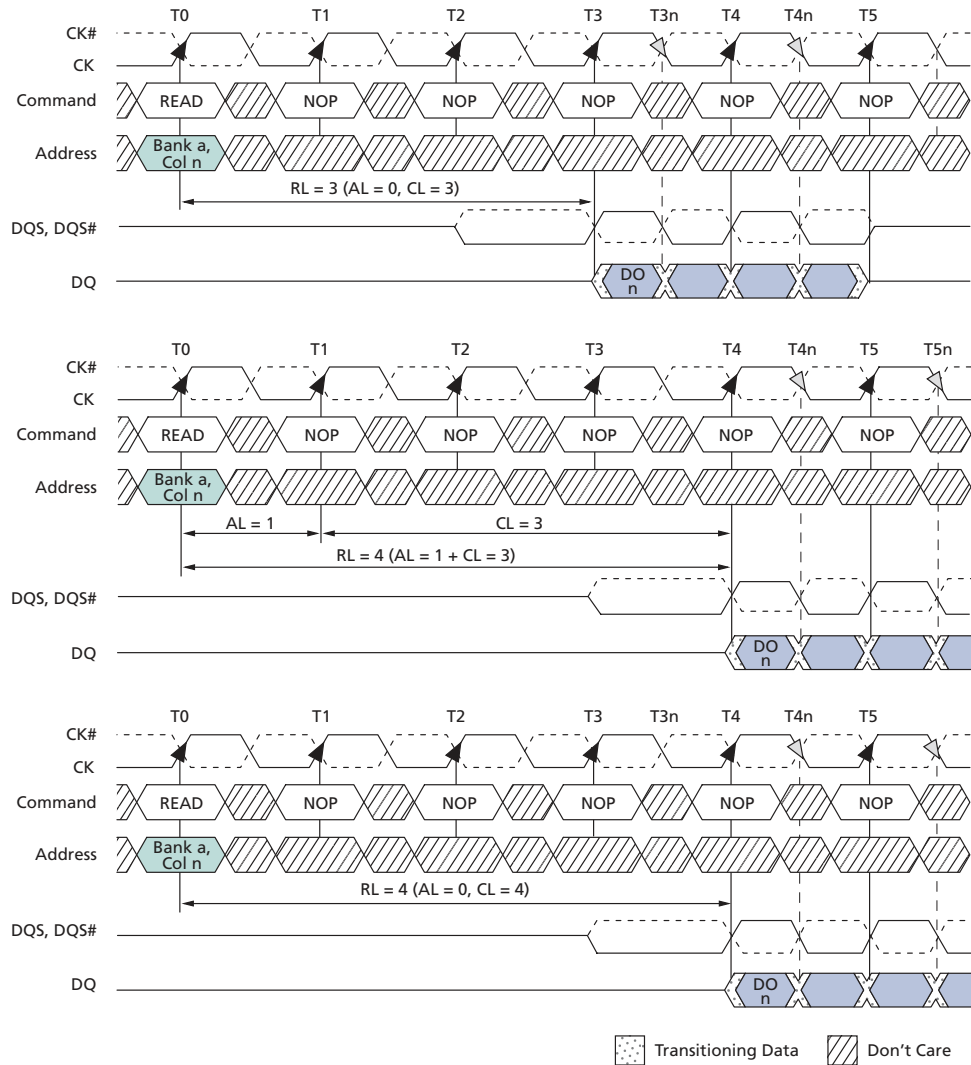 T0 T1 T2 T3 T3n T4 T4n T5
CK#
CK
Command READ NOP NOP NOP NOP NOP
Address Bank a,
Col n
RL = 3 (AL = 0, CL = 3)
DQS, DQS#
DQ DO
n
T0 T1 T2 T3 T4 T4n T5 T5n
CK#
CK
Command READ NOP NOP NOP NOP NOP
Address Bank a,
Col n
AL = 1 CL = 3
RL = 4 (AL = 1 + CL = 3)
DQS, DQS#
DQ DO
n
T0 T1 T2 T3 T3n T4 T4n T5
CK#
CK
Command READ NOP NOP NOP NOP NOP
Address Bank a,
Col n
RL = 4 (AL = 0, CL = 4)
DQS, DQS#
DQ DO
n
Transitioning Data Don't Care